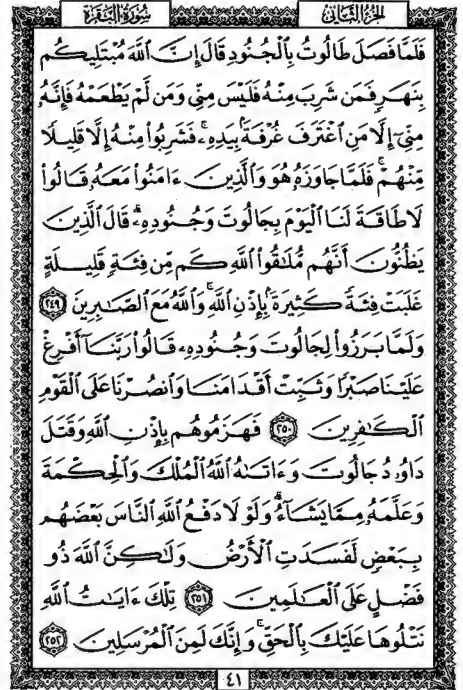 سُورَةُ البَقَرَةِ الجُزءُ الثَّانِي
فَلَمَّا فَصَلَ طَالُوتُ بِالْجُنُودِ قَالَ إِنَّ اللَّهَ مُبْتَلِيكُم
بِنَهَرٍ فَمَن شَرِبَ مِنْهُ فَلَيْسَ مِنِّي وَمَن لَّمْ يَطْعَمْهُ فَإِنَّهُۥ
مِنِّيٓ إِلَّا مَنِ ٱغْتَرَفَ غُرْفَةًۢ بِيَدِهِۦۚ فَشَرِبُوا۟ مِنْهُ إِلَّا قَلِيلًا
مِّنْهُمْۚ فَلَمَّا جَاوَزَهُۥ هُوَ وَٱلَّذِينَ ءَامَنُوا۟ مَعَهُۥ قَالُوا۟
لَا طَاقَةَ لَنَا ٱلْيَوْمَ بِجَالُوتَ وَجُنُودِهِۦۚ قَالَ ٱلَّذِينَ
يَظُنُّونَ أَنَّهُم مُّلَٰقُوا۟ ٱللَّهِ كَم مِّن فِئَةٍ قَلِيلَةٍ
غَلَبَتْ فِئَةً كَثِيرَةًۢ بِإِذْنِ ٱللَّهِۗ وَٱللَّهُ مَعَ ٱلصَّٰبِرِينَ ٢٤٩
وَلَمَّا بَرَزُوا۟ لِجَالُوتَ وَجُنُودِهِۦ قَالُوا۟ رَبَّنَآ أَفْرِغْ
عَلَيْنَا صَبْرًا وَثَبِّتْ أَقْدَامَنَا وَٱنصُرْنَا عَلَى ٱلْقَوْمِ
ٱلْكَٰفِرِينَ ٢٥٠ فَهَزَمُوهُم بِإِذْنِ ٱللَّهِ وَقَتَلَ
دَاوُۥدُ جَالُوتَ وَءَاتَىٰهُ ٱللَّهُ ٱلْمُلْكَ وَٱلْحِكْمَةَ
وَعَلَّمَهُۥ مِمَّا يَشَآءُۗ وَلَوْلَا دَفْعُ ٱللَّهِ ٱلنَّاسَ بَعْضَهُم
بِبَعْضٍ لَّفَسَدَتِ ٱلْأَرْضُ وَلَٰكِنَّ ٱللَّهَ ذُو
فَضْلٍ عَلَى ٱلْعَٰلَمِينَ ٢٥١ تِلْكَ ءَايَٰتُ ٱللَّهِ
نَتْلُوهَا عَلَيْكَ بِٱلْحَقِّۚ وَإِنَّكَ لَمِنَ ٱلْمُرْسَلِينَ ٢٥٢
٤١